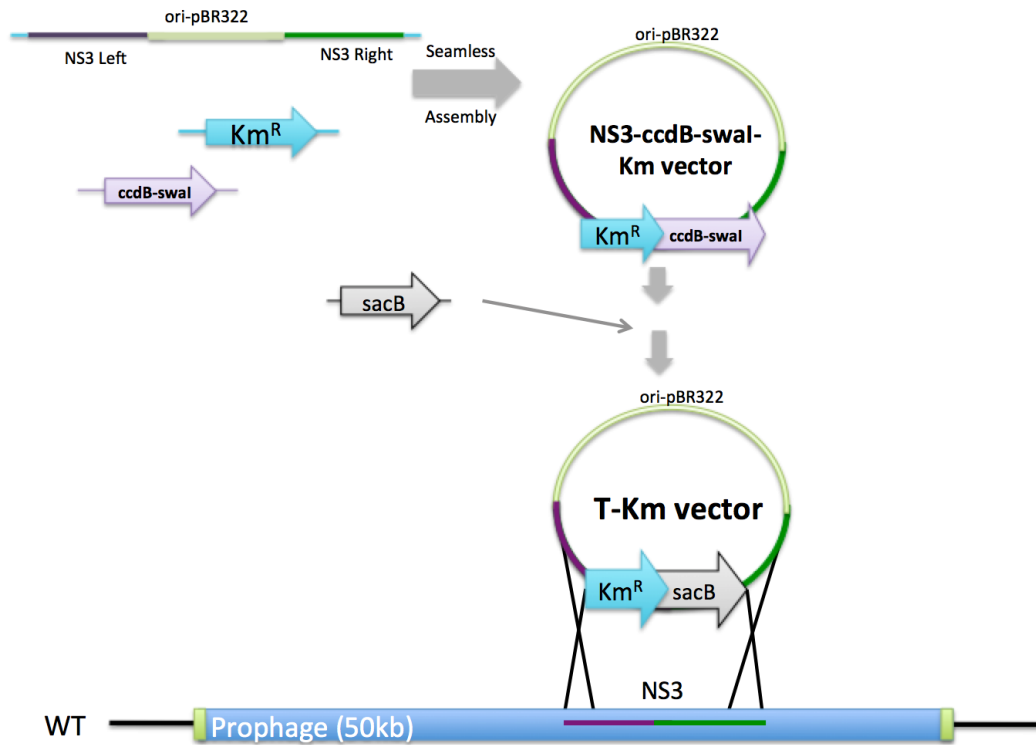 ori-pBR322
NS3 Left
NS3 Right
Seamless
Assembly
Km^R
ccdB-swaI
ori-pBR322
NS3-ccdB-swaI-
Km vector
Km^R
ccdB-swaI
sacB
ori-pBR322
T-Km vector
Km^R
sacB
NS3
WT
Prophage (50kb)